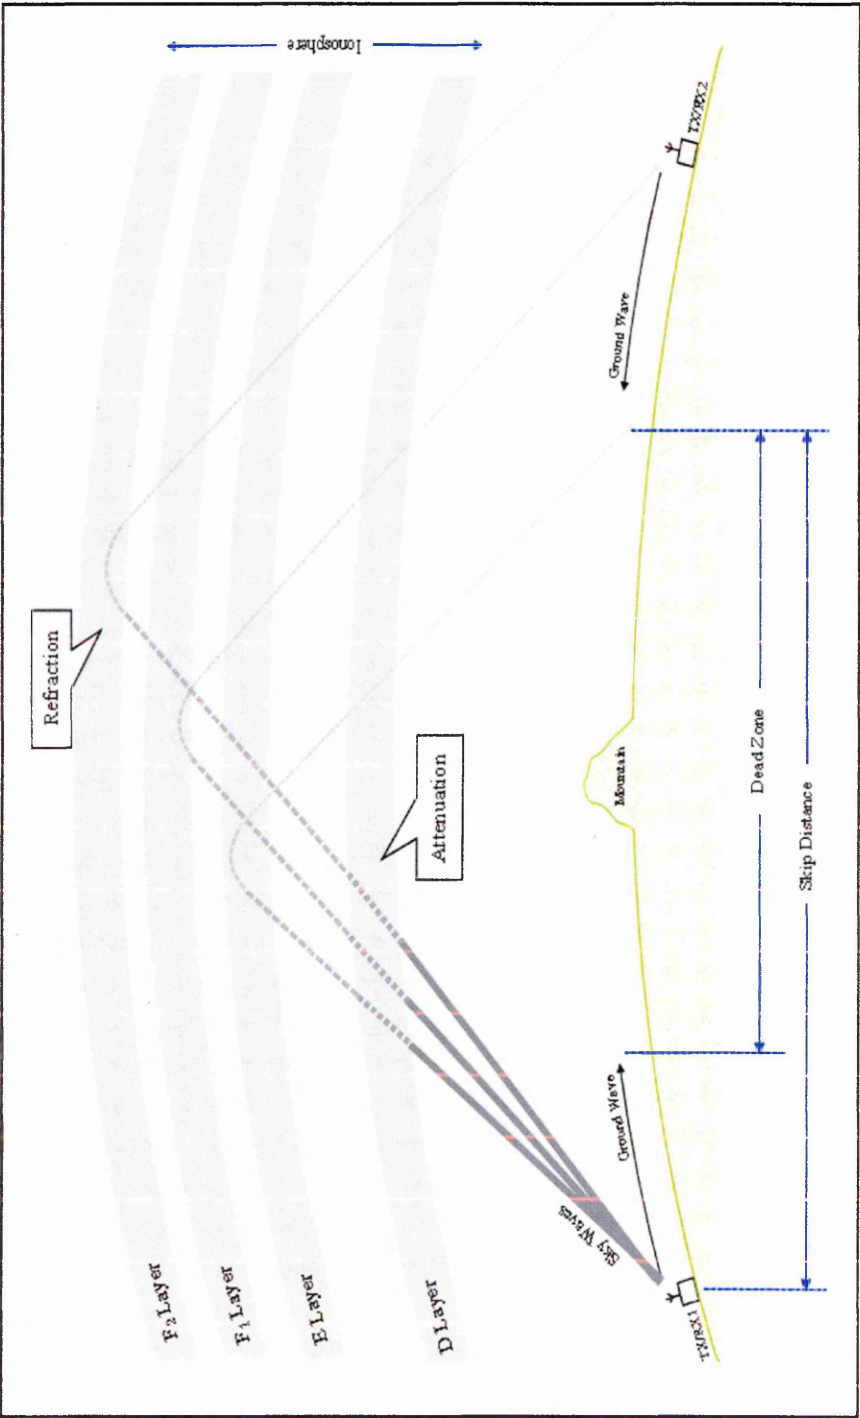 Ionosphere
Refraction
F2 Layer
F1 Layer
E Layer
Attenuation
D Layer
Sky Waves
Mountain
Ground Wave
Ground Wave
TX/RX1
TX/RX2
Dead Zone
Skip Distance